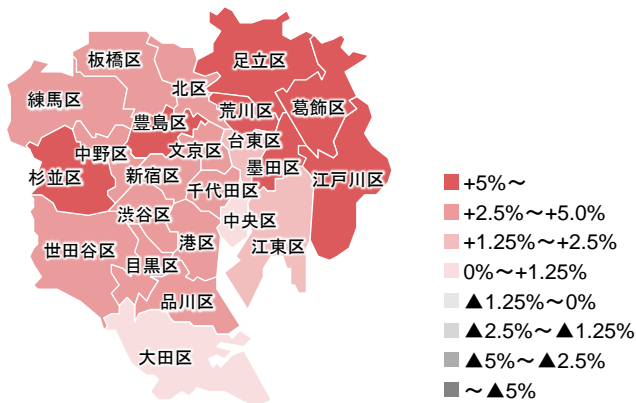 足立区
板橋区
北区
練馬区
荒川区
葛飾区
豊島区
台東区
中野区
文京区
墨田区
杉並区
新宿区
千代田区
江戸川区
渋谷区
中央区
世田谷区
港区
江東区
目黒区
品川区
大田区
+5%~
+2.5%~+5.0%
+1.25%~+2.5%
0%~+1.25%
▲1.25%~0%
▲2.5%~▲1.25%
▲5%~▲2.5%
~▲5%